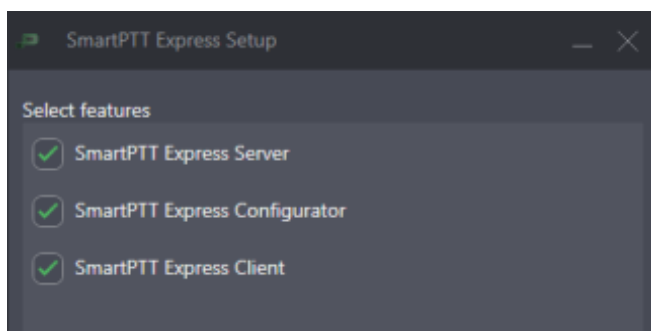 SmartPTT Express Setup
Select features
SmartPTT Express Server
SmartPTT Express Configurator
SmartPTT Express Client